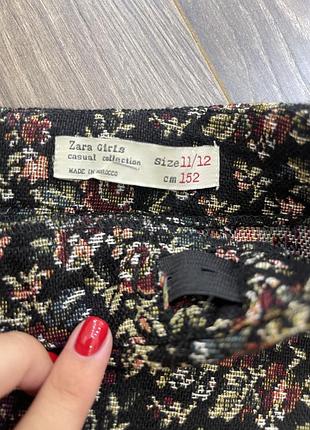 Zara Girls
casual collection
MADE IN MOROCCO
Size 11/12
cm 152